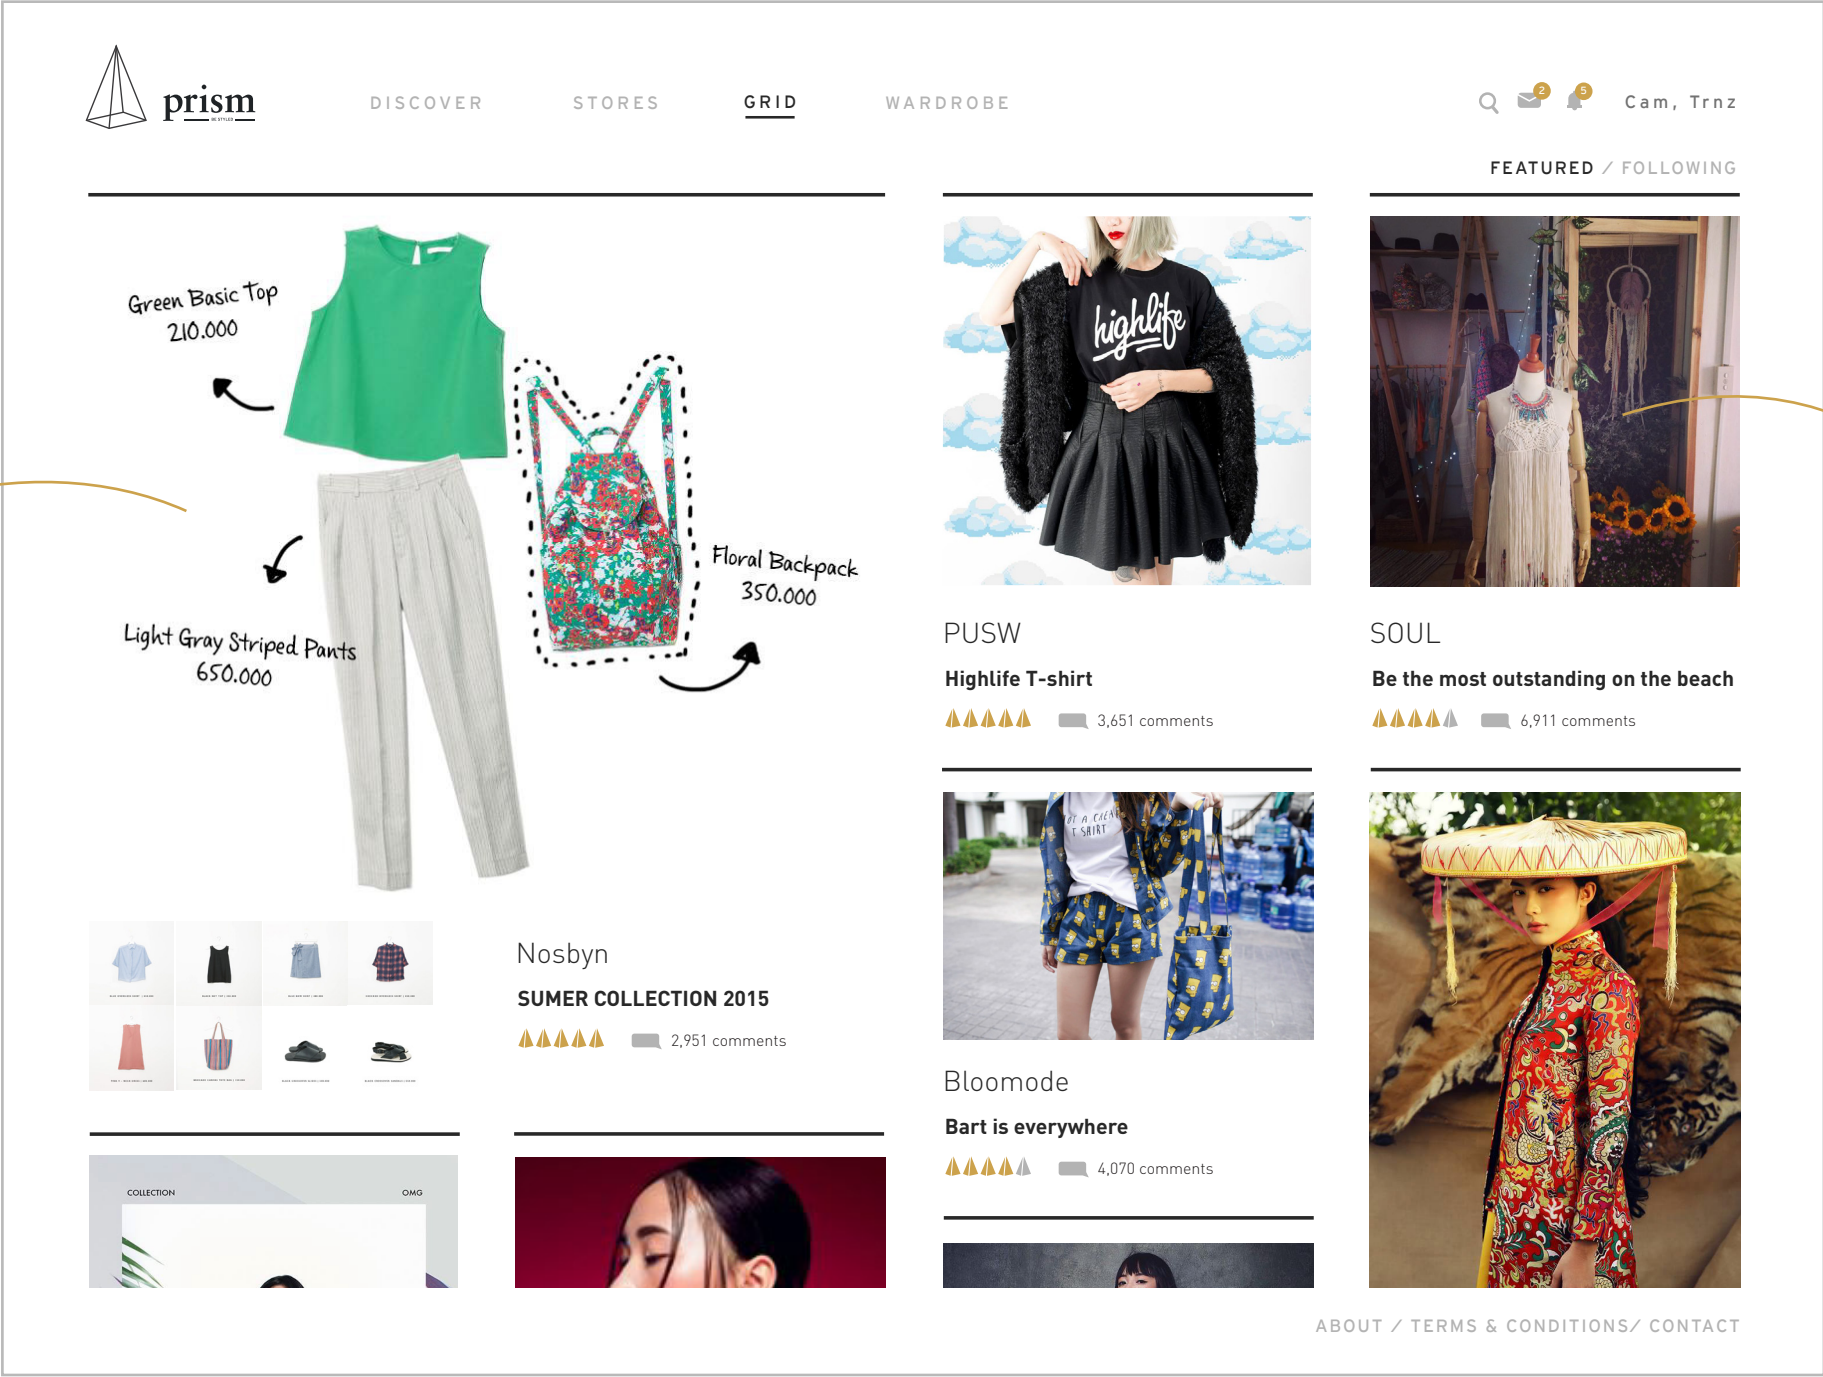 prism
BE STYLED
DISCOVER
STORES
GRID
WARDROBE
2
5
Cam, Trnz
FEATURED / FOLLOWING
Green Basic Top
210.000
Floral Backpack
350.000
Light Gray Striped Pants
650.000
highlife
PUSW
Highlife T-shirt
3,651 comments
SOUL
Be the most outstanding on the beach
6,911 comments
T SHIRT
Nosbyn
SUMER COLLECTION 2015
2,951 comments
Bloomode
Bart is everywhere
4,070 comments
COLLECTION
OMG
ABOUT / TERMS & CONDITIONS/ CONTACT